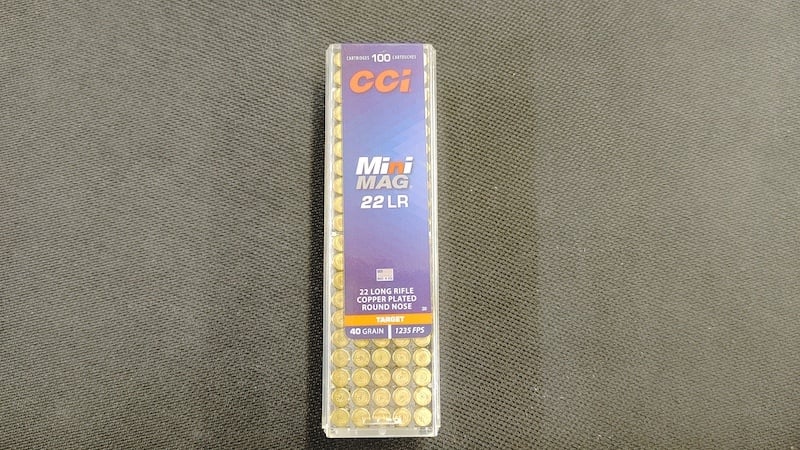 CARTRIDGES 100 CARTOUCHES
CCi
Mini
MAG
22 LR
22 LONG RIFLE
COPPER PLATED
ROUND NOSE
TARGET
40 GRAIN | 1235 FPS